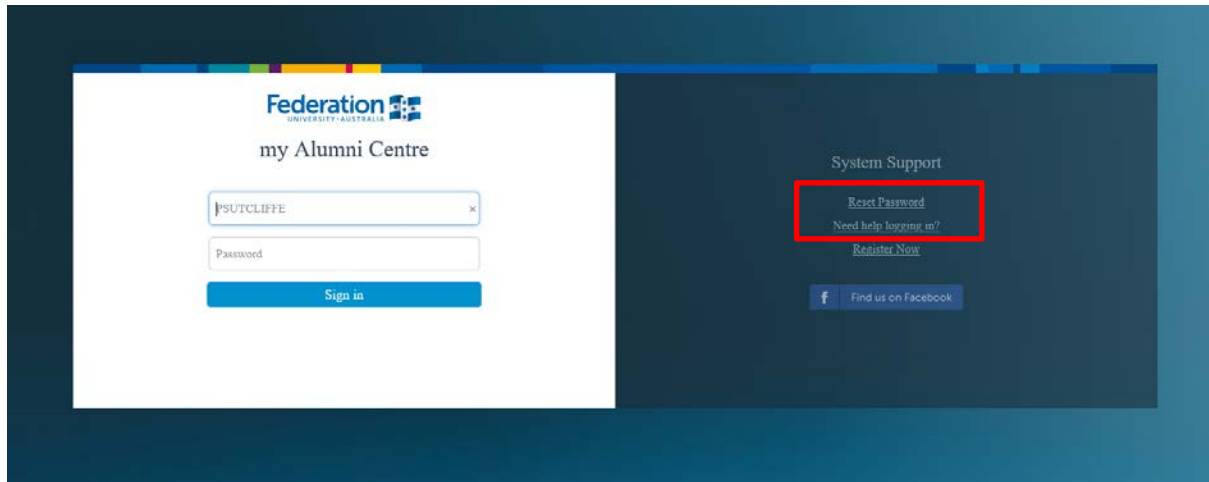 Federation
UNIVERSITY • AUSTRALIA
my Alumni Centre
PSUTCLIFFE ×
Password
Sign in
System Support
Reset Password
Need help logging in?
Register Now
f Find us on Facebook